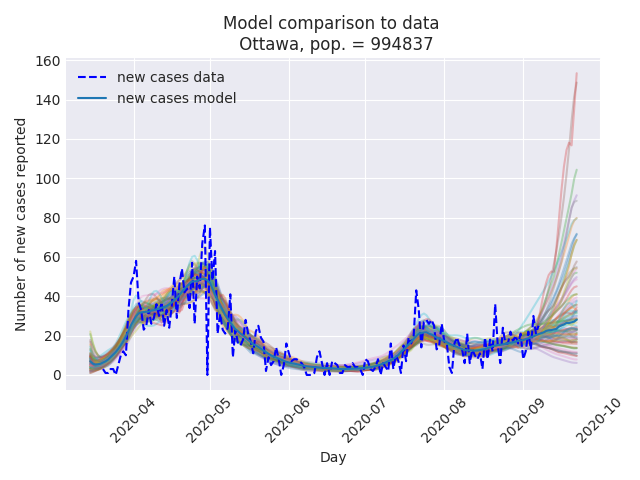 Model comparison to data
Ottawa, pop. = 994837
new cases data
new cases model
Number of new cases reported
160
140
120
100
80
60
40
20
0
2020-04
2020-05
2020-06
2020-07
2020-08
2020-09
2020-10
Day